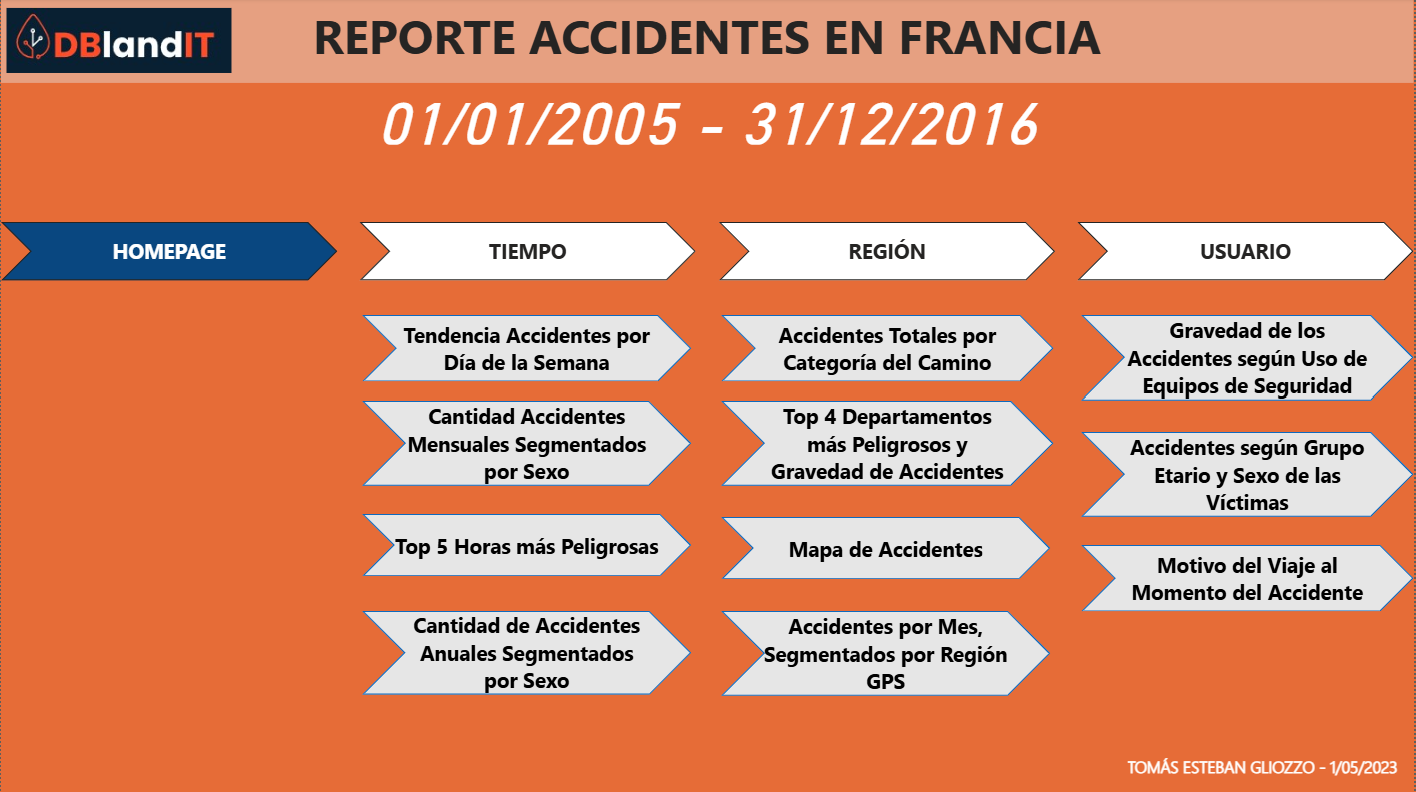 DBlandIT
REPORTE ACCIDENTES EN FRANCIA
01/01/2005 - 31/12/2016
HOMEPAGE
TIEMPO
REGIÓN
USUARIO
Tendencia Accidentes por
Día de la Semana
Cantidad Accidentes
Mensuales Segmentados
por Sexo
Top 5 Horas más Peligrosas
Cantidad de Accidentes
Anuales Segmentados
por Sexo
Accidentes Totales por
Categoría del Camino
Top 4 Departamentos
más Peligrosos y
Gravedad de Accidentes
Mapa de Accidentes
Accidentes por Mes,
Segmentados por Región
GPS
Gravedad de los
Accidentes según Uso de
Equipos de Seguridad
Accidentes según Grupo
Etario y Sexo de las
Víctimas
Motivo del Viaje al
Momento del Accidente
TOMÁS ESTEBAN GLIOZZO - 1/05/2023